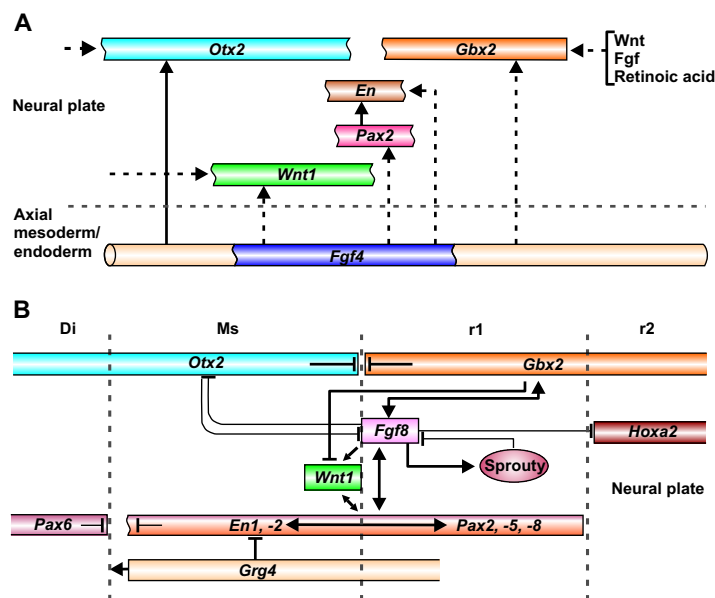 A
Otx2
Gbx2
Wnt
Fgf
Retinoic acid
Neural plate
En
Pax2
Wnt1
Axial
mesoderm/
endoderm
Fgf4
B
Di Ms r1 r2
Otx2 Gbx2
Fgf8 Hoxa2
Sprouty
Wnt1
Neural plate
Pax6 En1, -2 Pax2, -5, -8
Grg4